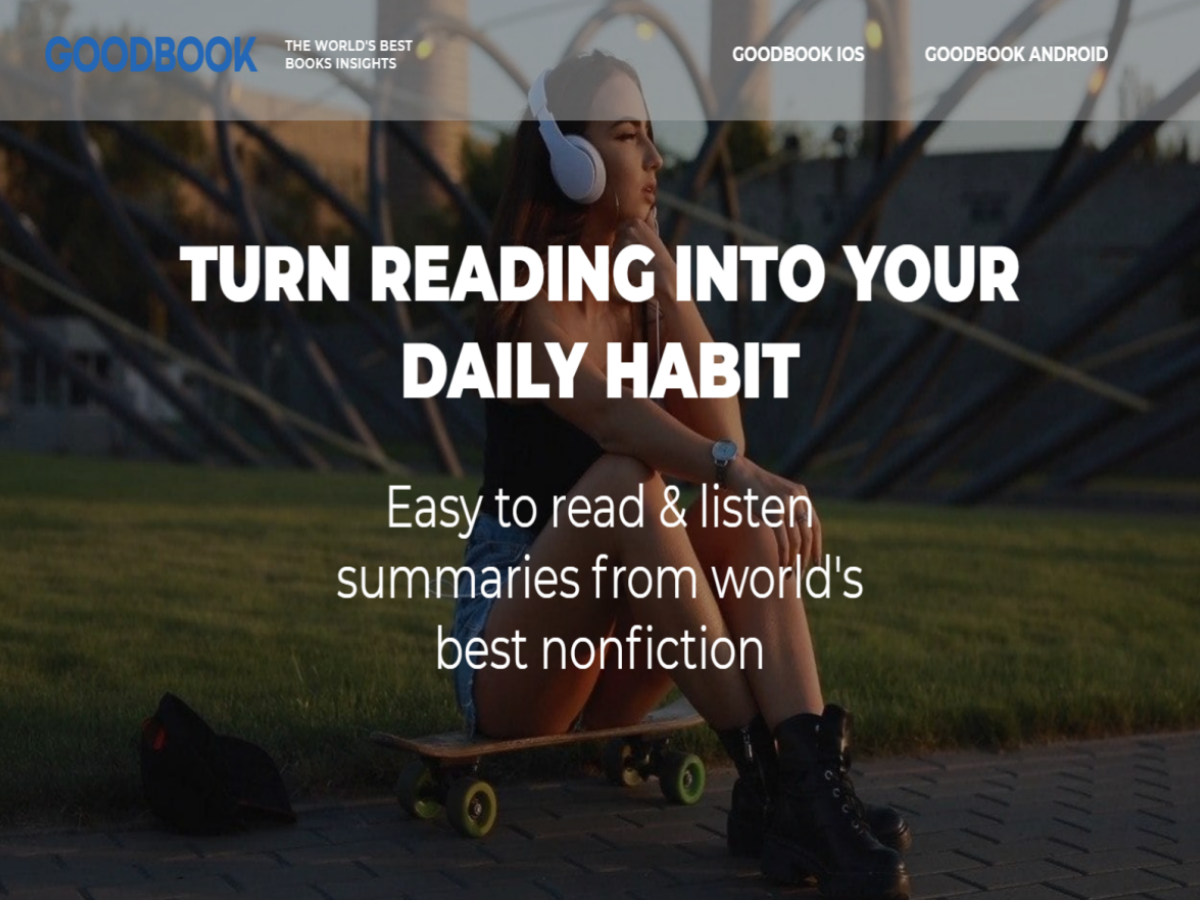 GOODBOOK
THE WORLD'S BEST
BOOKS INSIGHTS
GOODBOOK IOS
GOODBOOK ANDROID
TURN READING INTO YOUR
DAILY HABIT
Easy to read & listen
summaries from world's
best nonfiction